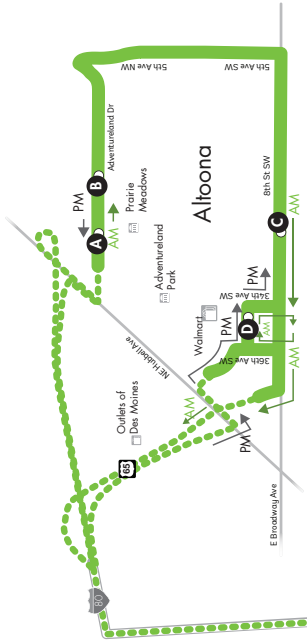 5th Ave NW
5th Ave SW
Adventureland Dr
B
PM
A
AM
Prairie
Meadows
Altoona
8th St SW
C
AM
Adventureland
Park
PM
34th Ave SW
Walmart
PM
D
AM
36th Ave SW
AM
NE Hubbell Ave
Outlets of
Des Moines
AM
PM
65
E Broadway Ave
80